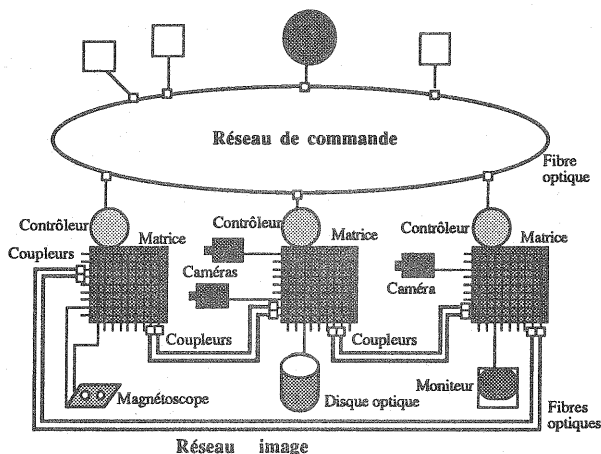 Réseau de commande
Fibre
optique
Contrôleur
Contrôleur
Contrôleur
Coupleurs
Matrice
Matrice
Matrice
Caméras
Caméra
Coupleurs
Coupleurs
Magnétoscope
Disque optique
Moniteur
Fibres
optiques
Réseau image